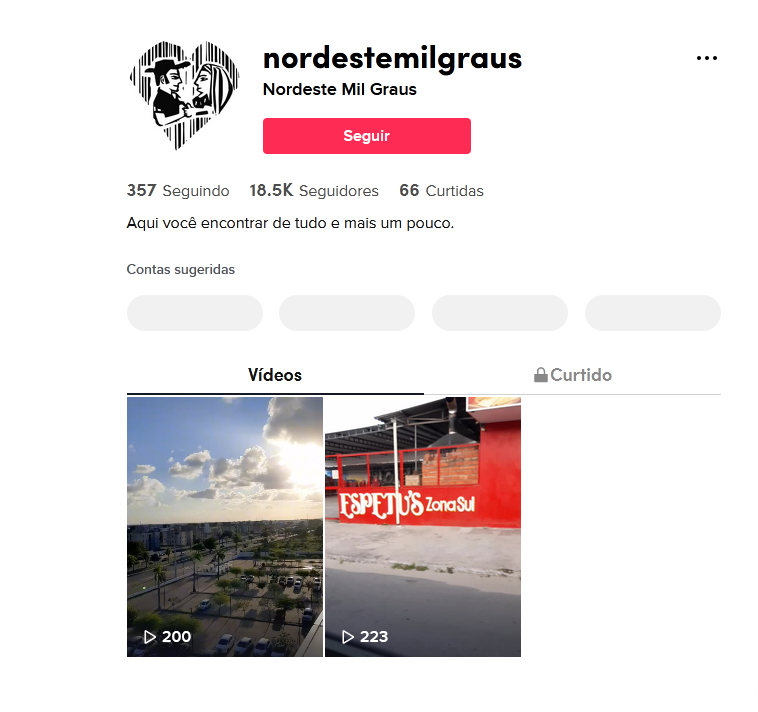 nordestemilgraus
Nordeste Mil Graus
Seguir
357 Seguindo 18.5K Seguidores 66 Curtidas
Aqui você encontrar de tudo e mais um pouco.
Contas sugeridas
Vídeos Curtido
ESPETU'S Zona Sul
200 223